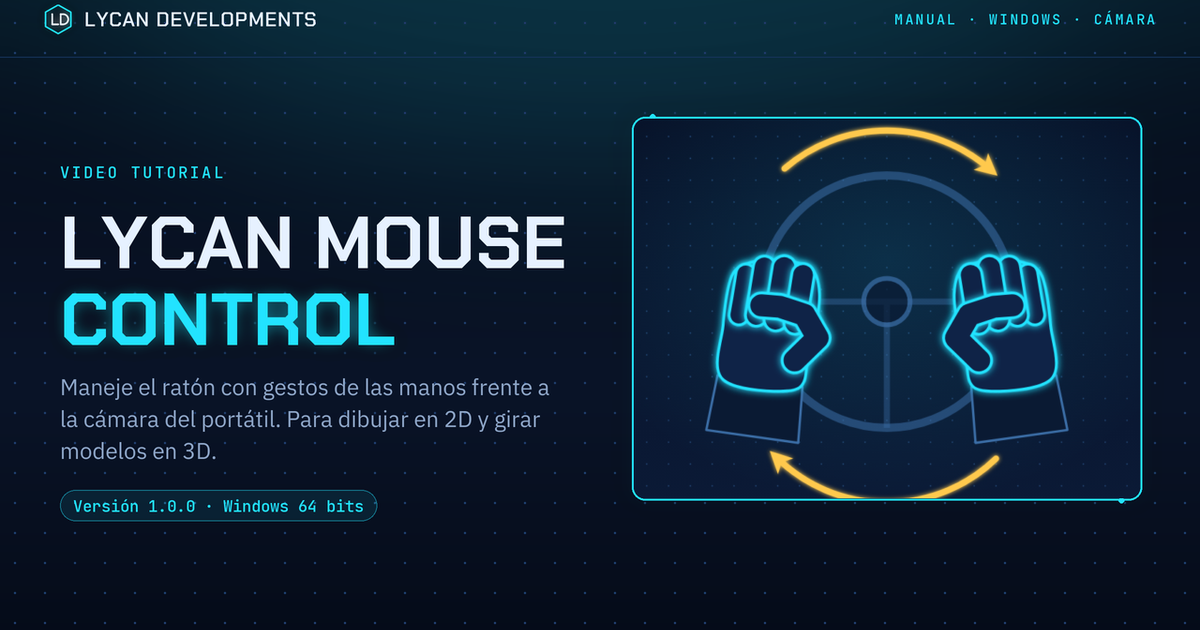 LD LYCAN DEVELOPMENTS
MANUAL · WINDOWS · CÁMARA
VIDEO TUTORIAL
LYCAN MOUSE
CONTROL
Maneje el ratón con gestos de las manos frente a
la cámara del portátil. Para dibujar en 2D y girar
modelos en 3D.
Versión 1.0.0 · Windows 64 bits